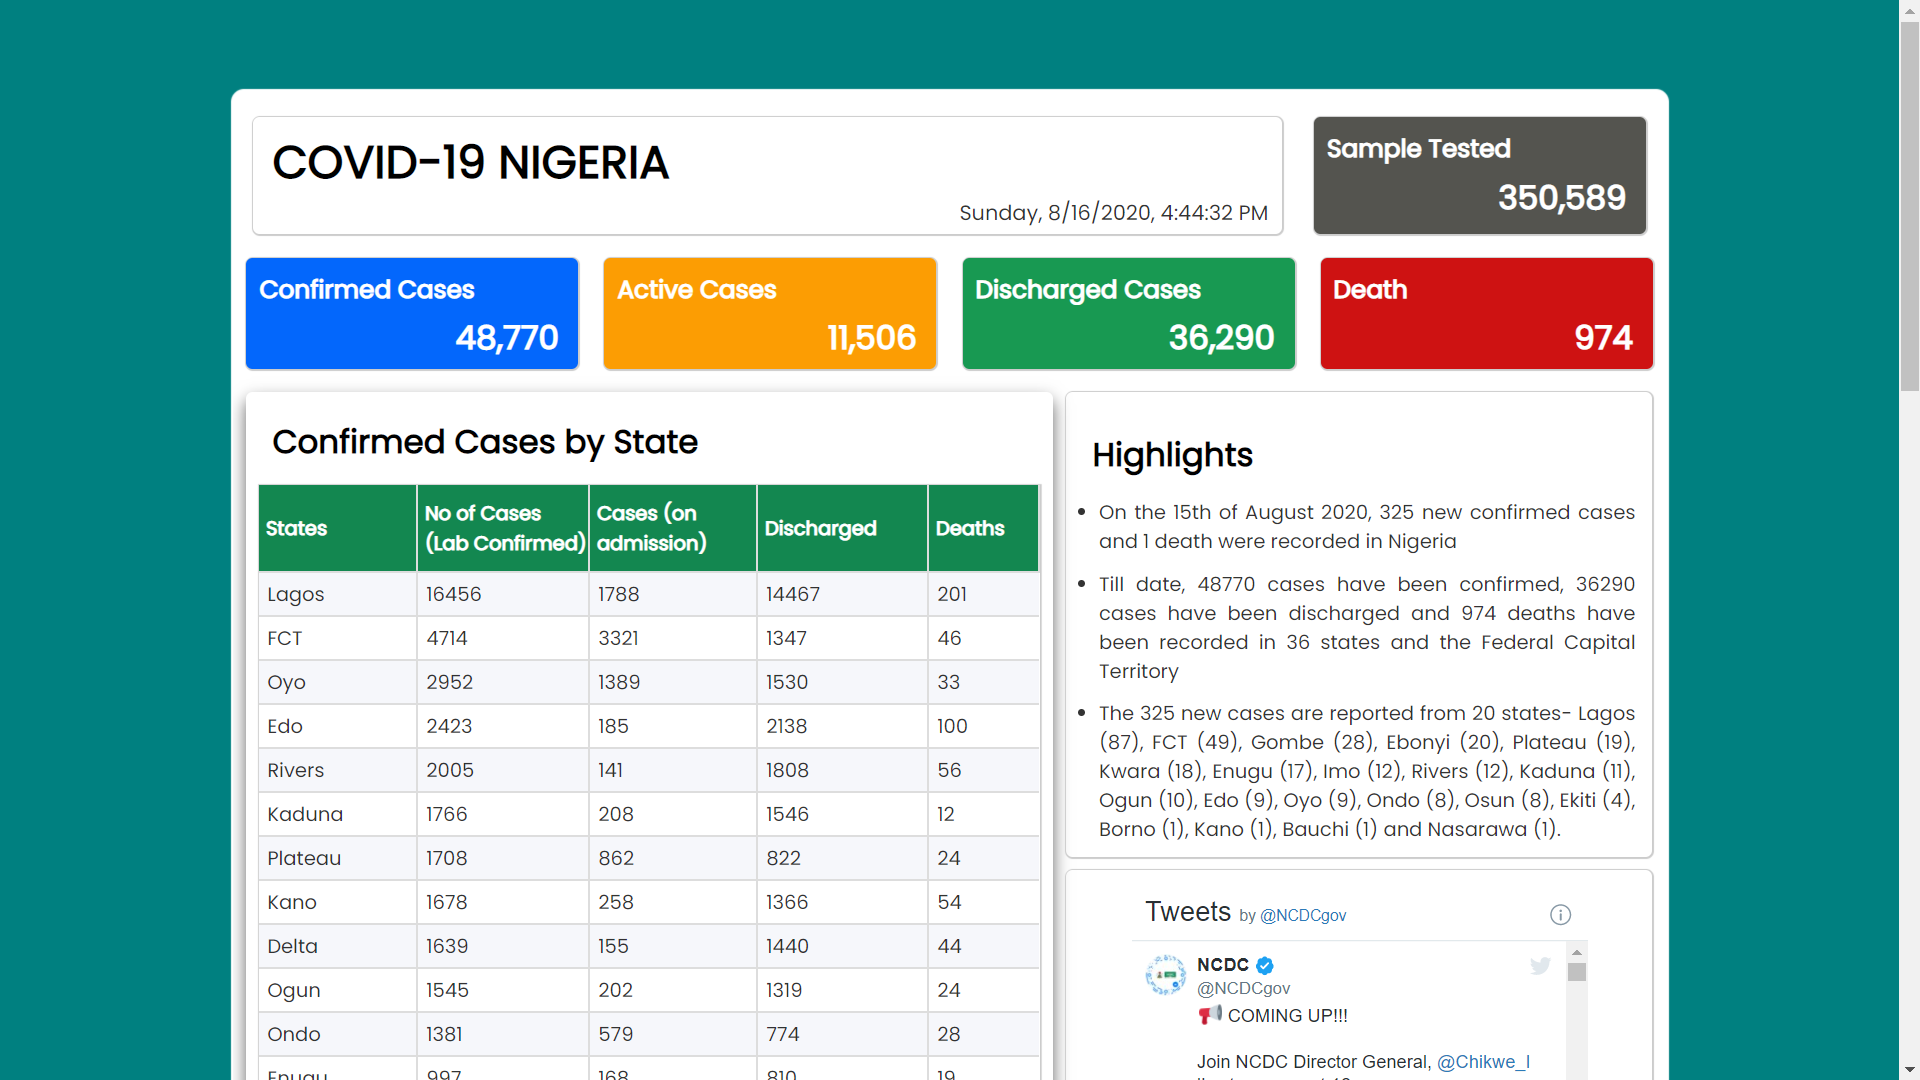 COVID-19 NIGERIA
Sunday, 8/16/2020, 4:44:32 PM
Sample Tested
350,589
Confirmed Cases
48,770
Active Cases
11,506
Discharged Cases
36,290
Death
974
Confirmed Cases by State
States No of Cases (Lab Confirmed) Cases (on admission) Discharged Deaths
Lagos 16456 1788 14467 201
FCT 4714 3321 1347 46
Oyo 2952 1389 1530 33
Edo 2423 185 2138 100
Rivers 2005 141 1808 56
Kaduna 1766 208 1546 12
Plateau 1708 862 822 24
Kano 1678 258 1366 54
Delta 1639 155 1440 44
Ogun 1545 202 1319 24
Ondo 1381 579 774 28
Enugu 997 168 810 19
Highlights
On the 15th of August 2020, 325 new confirmed cases
and 1 death were recorded in Nigeria
Till date, 48770 cases have been confirmed, 36290
cases have been discharged and 974 deaths have
been recorded in 36 states and the Federal Capital
Territory
The 325 new cases are reported from 20 states- Lagos
(87), FCT (49), Gombe (28), Ebonyi (20), Plateau (19),
Kwara (18), Enugu (17), Imo (12), Rivers (12), Kaduna (11),
Ogun (10), Edo (9), Oyo (9), Ondo (8), Osun (8), Ekiti (4),
Borno (1), Kano (1), Bauchi (1) and Nasarawa (1).
Tweets by @NCDCgov
NCDC
@NCDCgov
COMING UP!!!
Join NCDC Director General, @Chikwe_I